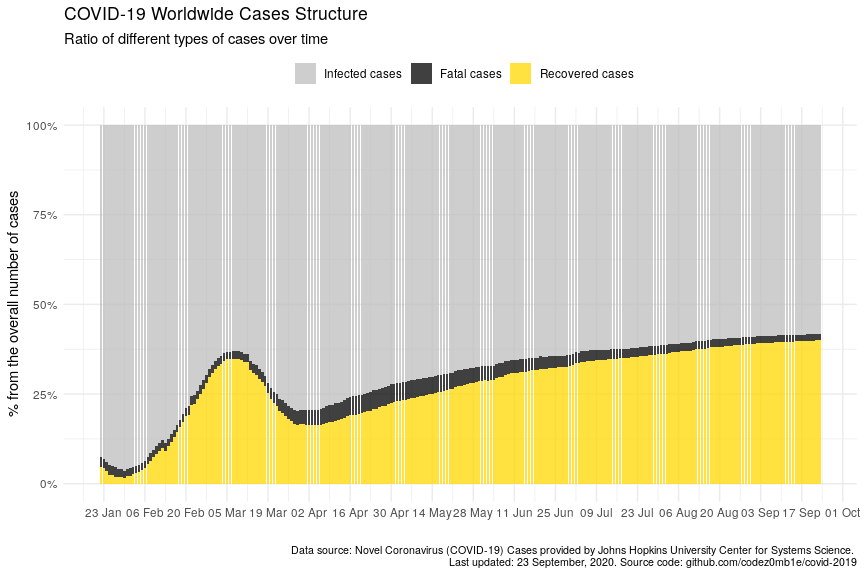 COVID-19 Worldwide Cases Structure
Ratio of different types of cases over time
Infected cases Fatal cases Recovered cases
% from the overall number of cases
100%
75%
50%
25%
0%
23 Jan 06 Feb 20 Feb 05 Mar 19 Mar 02 Apr 16 Apr 30 Apr 14 May 28 May 11 Jun 25 Jun 09 Jul 23 Jul 06 Aug 20 Aug 03 Sep 17 Sep 01 Oct
Data source: Novel Coronavirus (COVID-19) Cases provided by Johns Hopkins University Center for Systems Science.
Last updated: 23 September, 2020. Source code: github.com/codez0mb1e/covid-2019